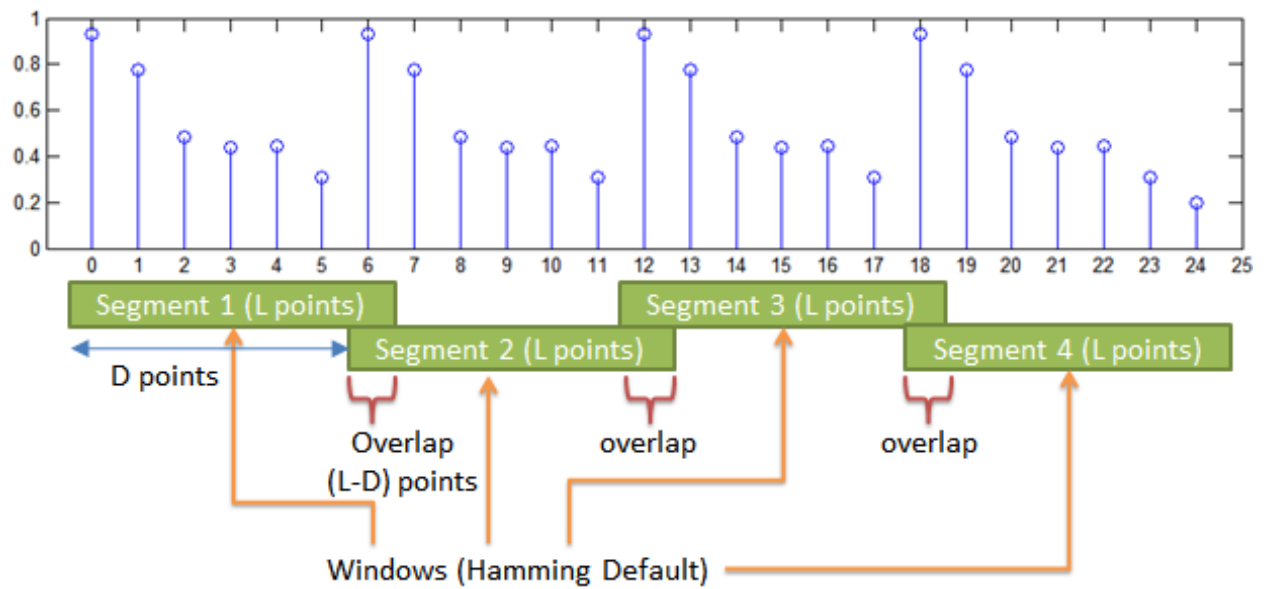 1
0.8
0.6
0.4
0.2
0
0 1 2 3 4 5 6 7 8 9 10 11 12 13 14 15 16 17 18 19 20 21 22 23 24 25
Segment 1 (L points)
Segment 3 (L points)
Segment 2 (L points)
Segment 4 (L points)
D points
Overlap
(L-D) points
overlap
overlap
Windows (Hamming Default)